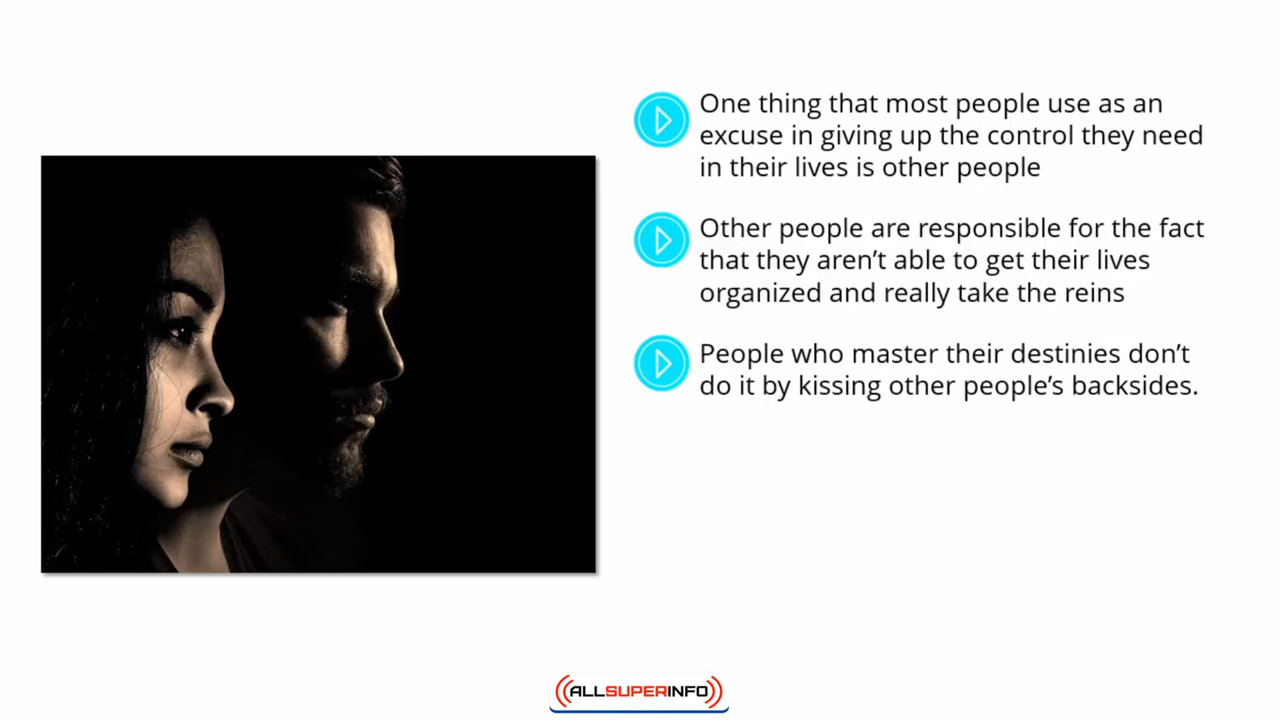 One thing that most people use as an
excuse in giving up the control they need
in their lives is other people
Other people are responsible for the fact
that they aren't able to get their lives
organized and really take the reins
People who master their destinies don't
do it by kissing other people's backsides.
ALLSUPERINFO